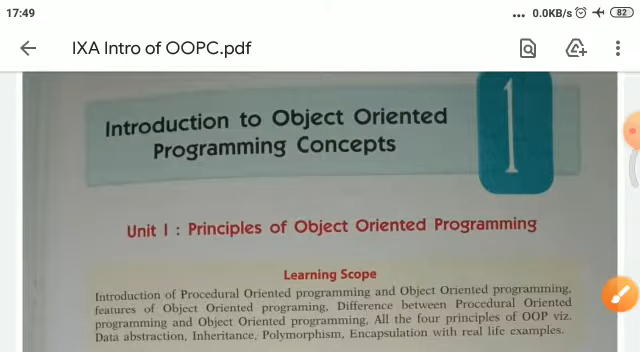 17:49 ... 0.0KB/s 82
IXA Intro of OOPC.pdf
Introduction to Object Oriented
Programming Concepts
1
Unit I : Principles of Object Oriented Programming
Learning Scope
Introduction of Procedural Oriented programming and Object Oriented programming,
features of Object Oriented programing, Difference between Procedural Oriented
programming and Object Oriented programming, All the four principles of OOP viz.
Data abstraction, Inheritance, Polymorphism, Encapsulation with real life examples.